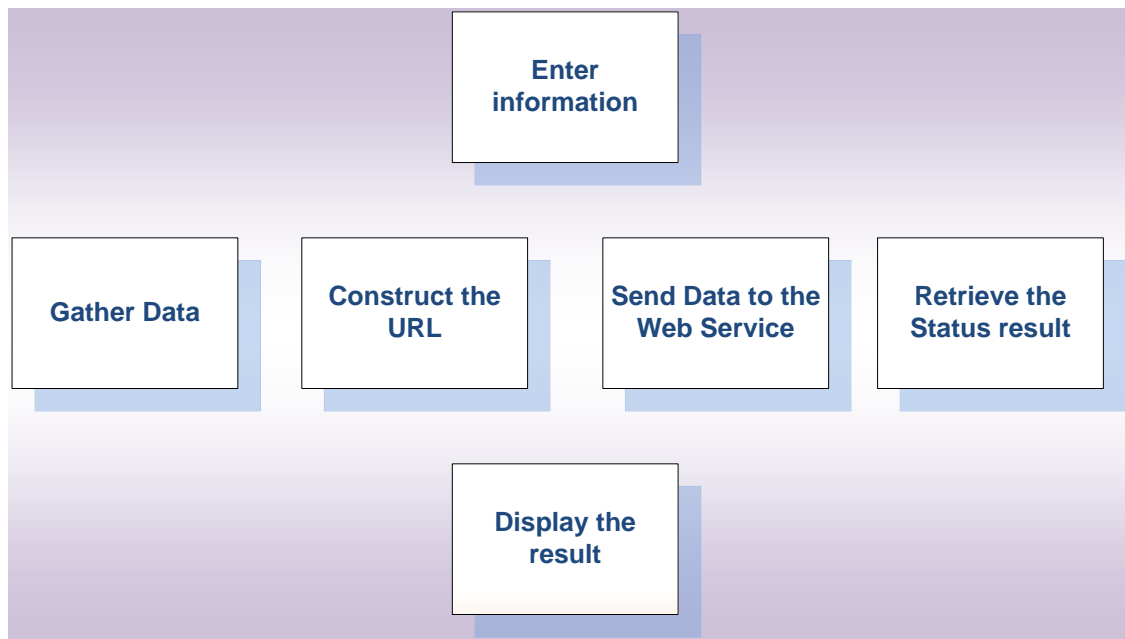 Enter
information
Gather Data
Construct the
URL
Send Data to the
Web Service
Retrieve the
Status result
Display the
result